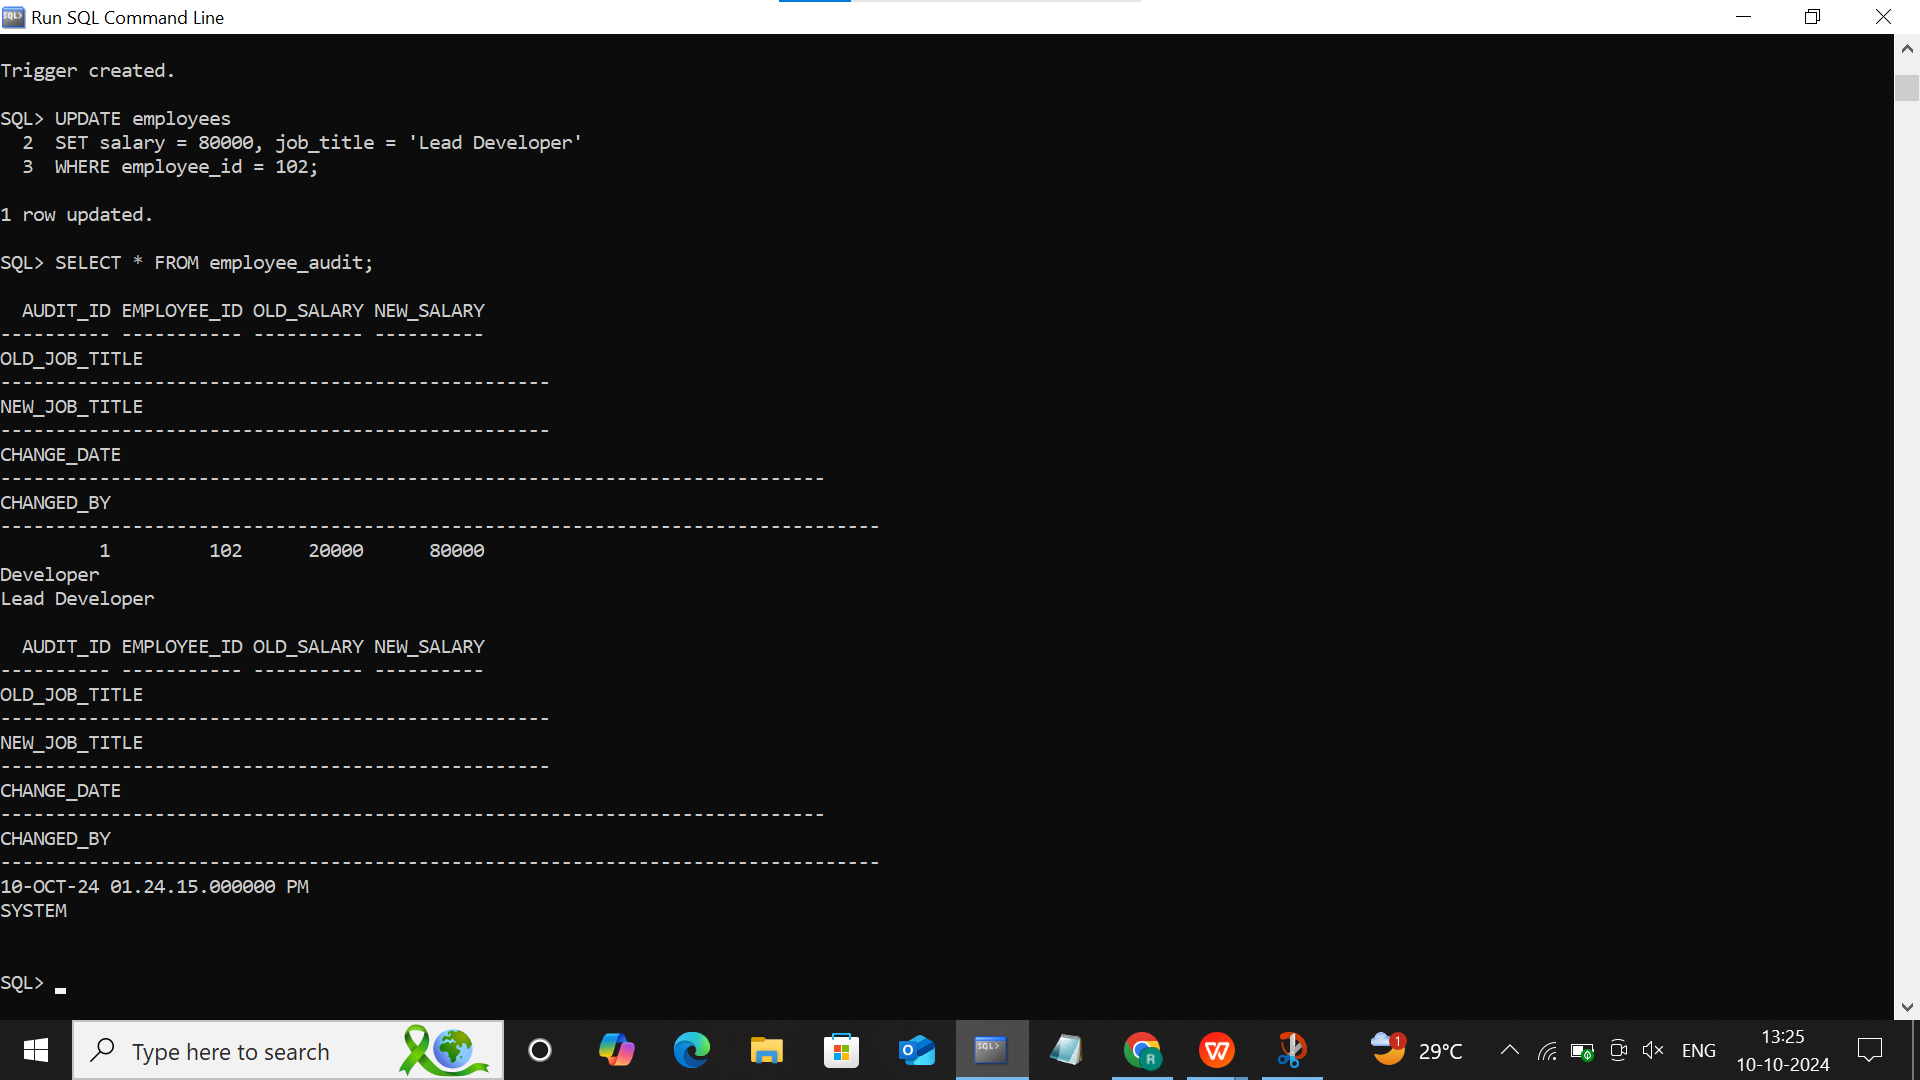 Run SQL Command Line
Trigger created.
SQL> UPDATE employees
  2  SET salary = 80000, job_title = 'Lead Developer'
  3  WHERE employee_id = 102;
1 row updated.
SQL> SELECT * FROM employee_audit;
  AUDIT_ID EMPLOYEE_ID OLD_SALARY NEW_SALARY
---------- ----------- ---------- ----------
OLD_JOB_TITLE
--------------------------------------------------
NEW_JOB_TITLE
--------------------------------------------------
CHANGE_DATE
---------------------------------------------------------------------------
CHANGED_BY
--------------------------------------------------------------------------------
         1         102      20000      80000
Developer
Lead Developer
  AUDIT_ID EMPLOYEE_ID OLD_SALARY NEW_SALARY
---------- ----------- ---------- ----------
OLD_JOB_TITLE
--------------------------------------------------
NEW_JOB_TITLE
--------------------------------------------------
CHANGE_DATE
---------------------------------------------------------------------------
CHANGED_BY
--------------------------------------------------------------------------------
10-OCT-24 01.24.15.000000 PM
SYSTEM
SQL>
Type here to search
SQL>
R
W
1
29°C
ENG
13:25
10-10-2024